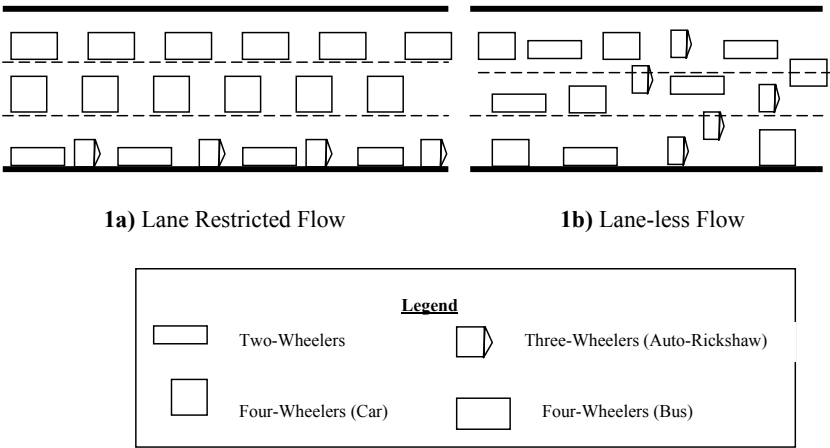 1a) Lane Restricted Flow
1b) Lane-less Flow
Legend
Two-Wheelers
Three-Wheelers (Auto-Rickshaw)
Four-Wheelers (Car)
Four-Wheelers (Bus)